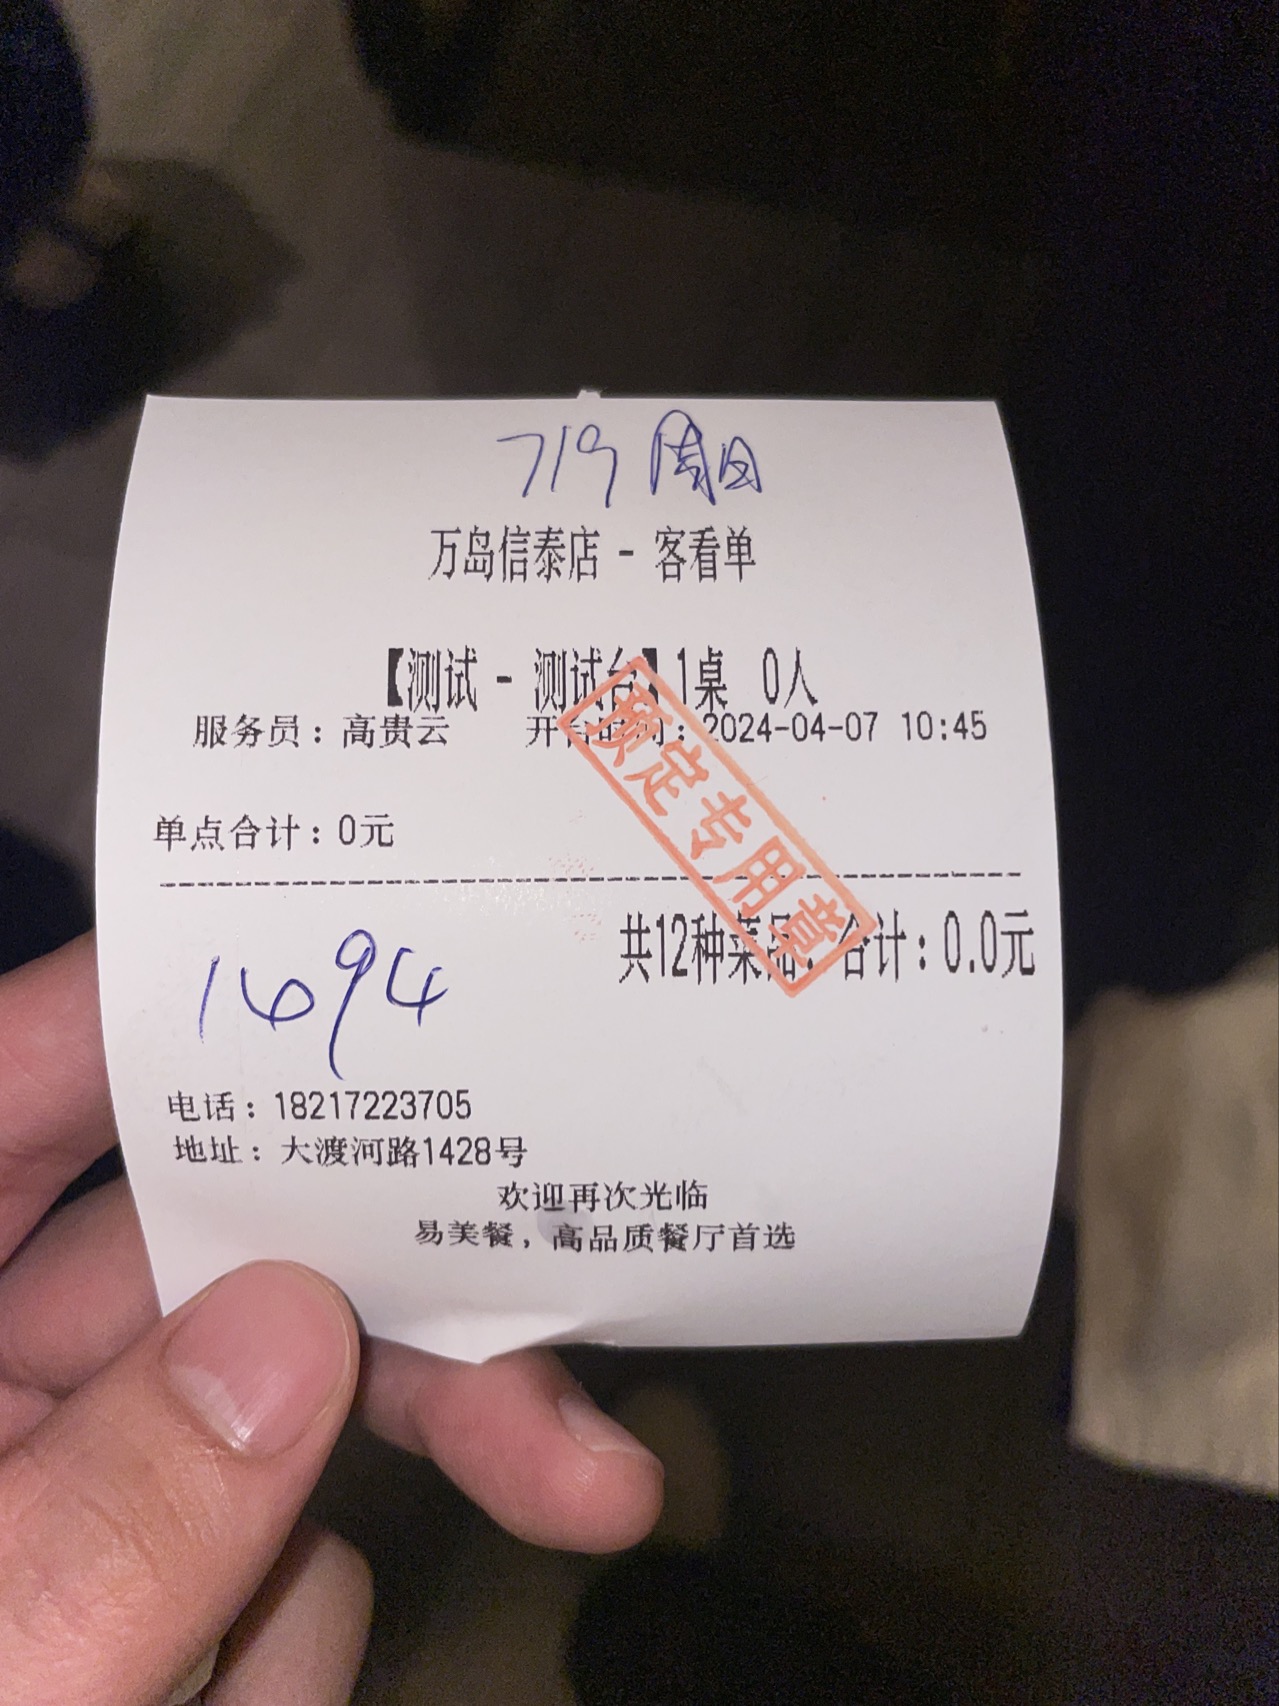 719 周日
万岛信泰店 - 客看单
【测试 - 测试台】1桌 0人
服务员：高贵云 开台时间：2024-04-07 10:45
预定专用章
单点合计：0元
共12种菜品，合计：0.0元
1694
电话：18217223705
地址：大渡河路1428号
欢迎再次光临
易美餐，高品质餐厅首选